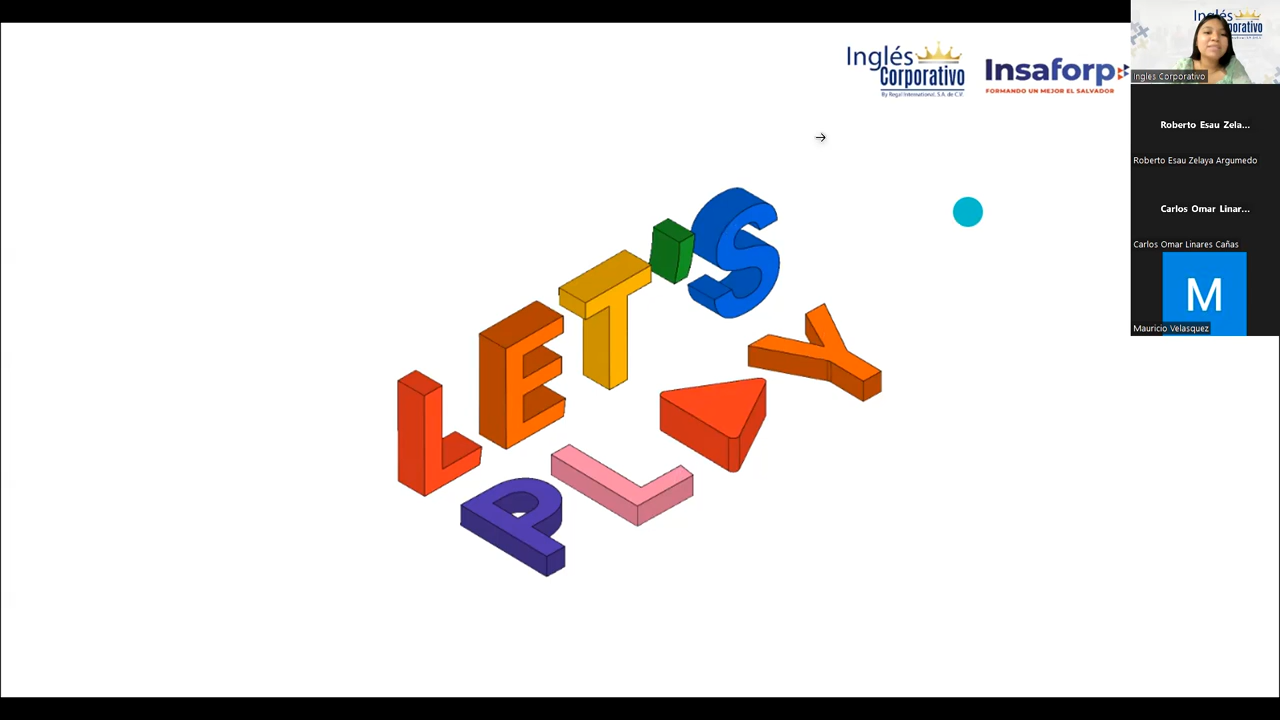 Inglés
Corporativo
By Regal International, S.A. de C.V.
Insaforp
FORMANDO UN MEJOR EL SALVADOR
LET'S
PLAY
Inglés
Ingles Corporativo
Roberto Esau Zela...
Roberto Esau Zelaya Argumedo
Carlos Omar Linar...
Carlos Omar Linares Cañas
M
Mauricio Velasquez